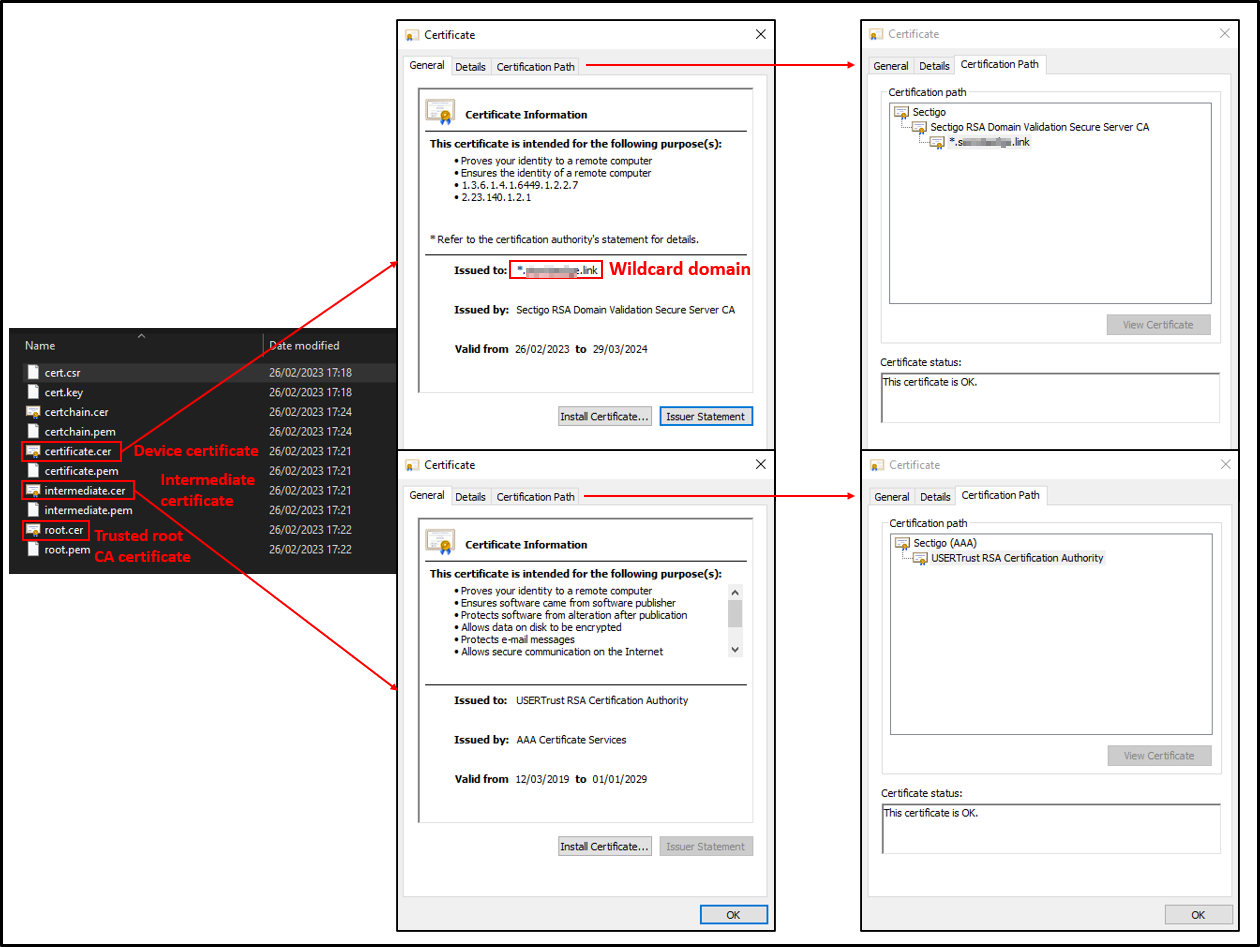 Name Date modified
cert.csr 26/02/2023 17:18
cert.key 26/02/2023 17:18
certchain.cer 26/02/2023 17:24
certchain.pem 26/02/2023 17:24
certificate.cer Device certificate 26/02/2023 17:21
certificate.pem 26/02/2023 17:21
intermediate.cer Intermediate certificate 26/02/2023 17:21
intermediate.pem 26/02/2023 17:21
root.cer Trusted root CA certificate 26/02/2023 17:22
root.pem 26/02/2023 17:22
Certificate
General Details Certification Path
Certificate Information
This certificate is intended for the following purpose(s):
• Proves your identity to a remote computer
• Ensures the identity of a remote computer
• 1.3.6.1.4.1.6449.1.2.2.7
• 2.23.140.1.2.1
* Refer to the certification authority's statement for details.
Issued to: *. .link Wildcard domain
Issued by: Sectigo RSA Domain Validation Secure Server CA
Valid from 26/02/2023 to 29/03/2024
Install Certificate... Issuer Statement
Certificate
General Details Certification Path
Certification path
Sectigo
Sectigo RSA Domain Validation Secure Server CA
*.s .link
View Certificate
Certificate status:
This certificate is OK.
Certificate
General Details Certification Path
Certificate Information
This certificate is intended for the following purpose(s):
• Proves your identity to a remote computer
• Ensures software came from software publisher
• Protects software from alteration after publication
• Allows data on disk to be encrypted
• Protects e-mail messages
• Allows secure communication on the Internet
Issued to: USERTrust RSA Certification Authority
Issued by: AAA Certificate Services
Valid from 12/03/2019 to 01/01/2029
Install Certificate... Issuer Statement
OK
Certificate
General Details Certification Path
Certification path
Sectigo (AAA)
USERTrust RSA Certification Authority
View Certificate
Certificate status:
This certificate is OK.
OK